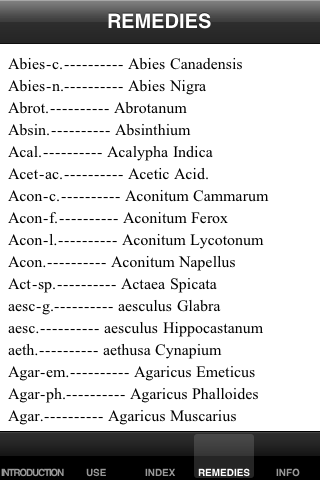 REMEDIES
Abies-c.---------- Abies Canadensis
Abies-n.---------- Abies Nigra
Abrot.---------- Abrotanum
Absin.---------- Absinthium
Acal.---------- Acalypha Indica
Acet-ac.---------- Acetic Acid.
Acon-c.---------- Aconitum Cammarum
Acon-f.---------- Aconitum Ferox
Acon-l.---------- Aconitum Lycotonum
Acon.---------- Aconitum Napellus
Act-sp.---------- Actaea Spicata
aesc-g.---------- aesculus Glabra
aesc.---------- aesculus Hippocastanum
aeth.---------- aethusa Cynapium
Agar-em.---------- Agaricus Emeticus
Agar-ph.---------- Agaricus Phalloides
Agar.---------- Agaricus Muscarius
INTRODUCTION USE INDEX REMEDIES INFO